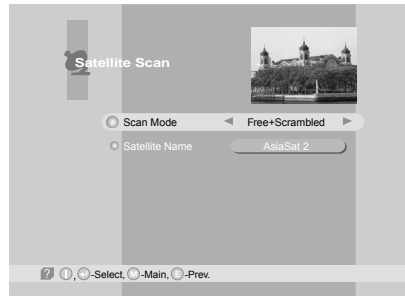 Satellite Scan
Scan Mode Free+Scrambled
Satellite Name AsiaSat 2
? , -Select, M -Main, E -Prev.